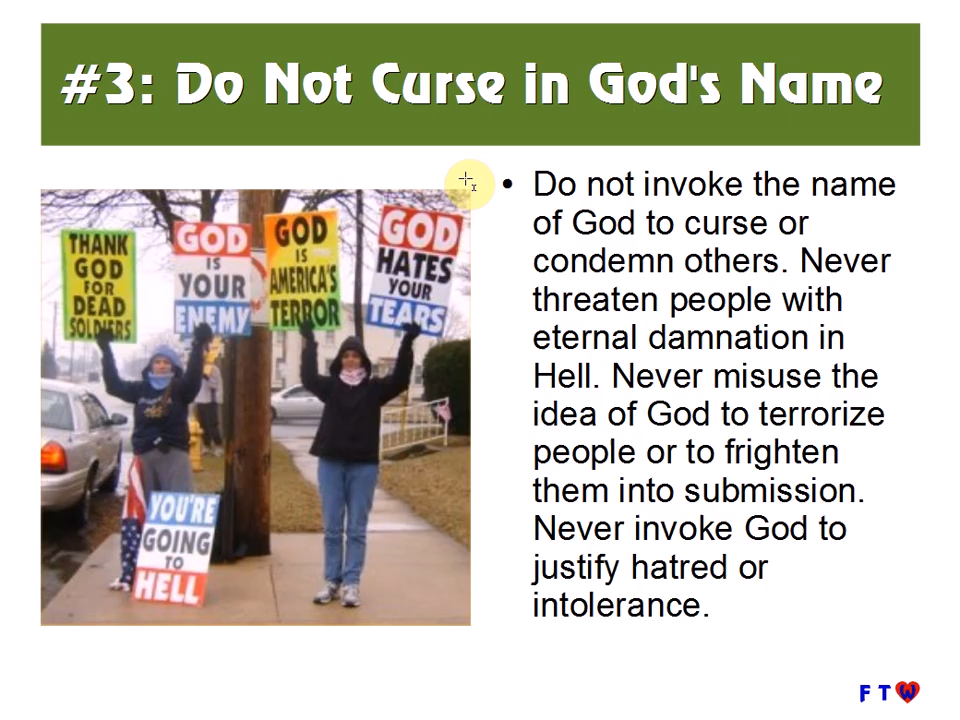 #3: Do Not Curse in God's Name
THANK
GOD
FOR
DEAD
SOLDIERS
GOD
IS
YOUR
ENEMY
GOD
IS
AMERICA'S
TERROR
GOD
HATES
YOUR
TEARS
YOU'RE
GOING
TO
HELL
• Do not invoke the name
of God to curse or
condemn others. Never
threaten people with
eternal damnation in
Hell. Never misuse the
idea of God to terrorize
people or to frighten
them into submission.
Never invoke God to
justify hatred or
intolerance.
F T W